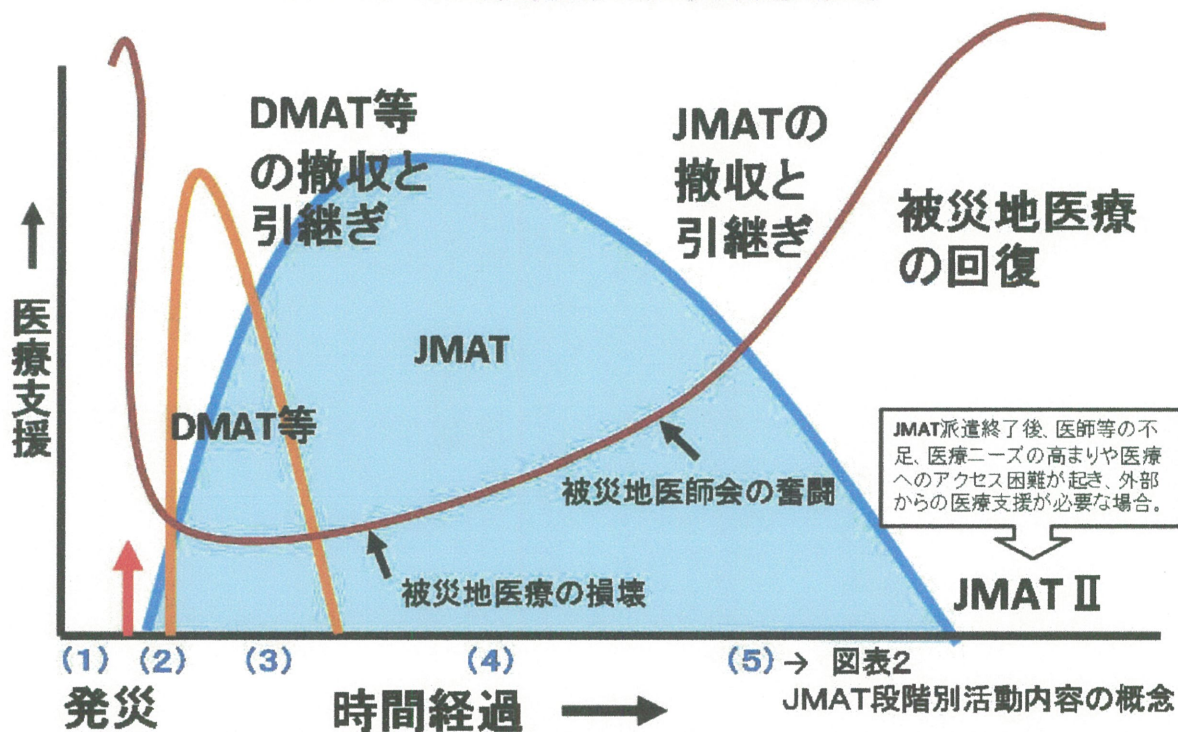 DMAT等
の撤収と
引継ぎ
JMATの
撤収と
引継ぎ
被災地医療
の回復
↑医療支援
JMAT
DMAT等
被災地医師会の奮闘
被災地医療の損壊
JMAT派遣終了後、医師等の不
足、医療ニーズの高まりや医療
へのアクセス困難が起き、外部
からの医療支援が必要な場合。
JMAT Ⅱ
(1) (2) (3) (4) (5) → 図表2
発災 時間経過 → JMAT段階別活動内容の概念